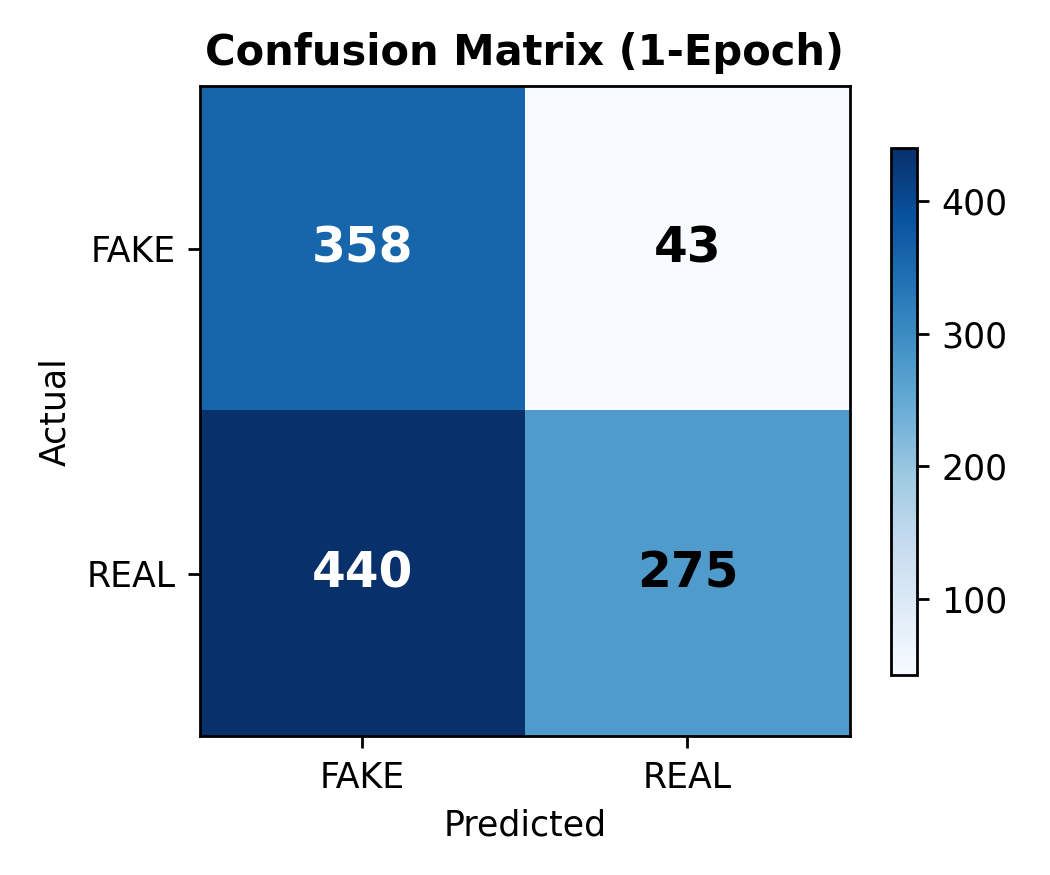 Confusion Matrix (1-Epoch)
FAKE
358
43
REAL
440
275
Actual
FAKE
REAL
Predicted
400
300
200
100